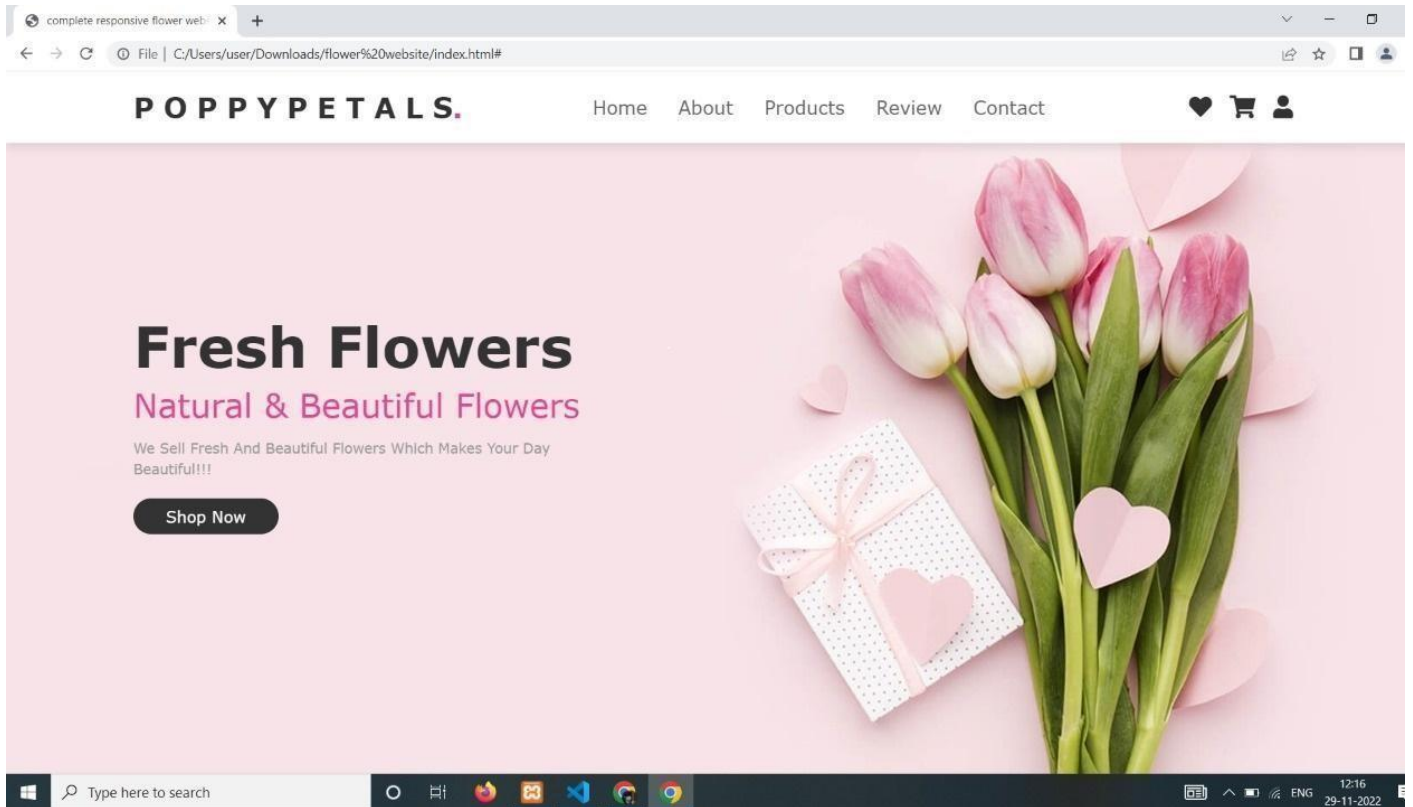 complete responsive flower web
File | C:/Users/user/Downloads/flower%20website/index.html#
POPPYPETALS.
Home About Products Review Contact
Fresh Flowers
Natural & Beautiful Flowers
We Sell Fresh And Beautiful Flowers Which Makes Your Day
Beautiful!!!
Shop Now
Type here to search
ENG
12:16
29-11-2022